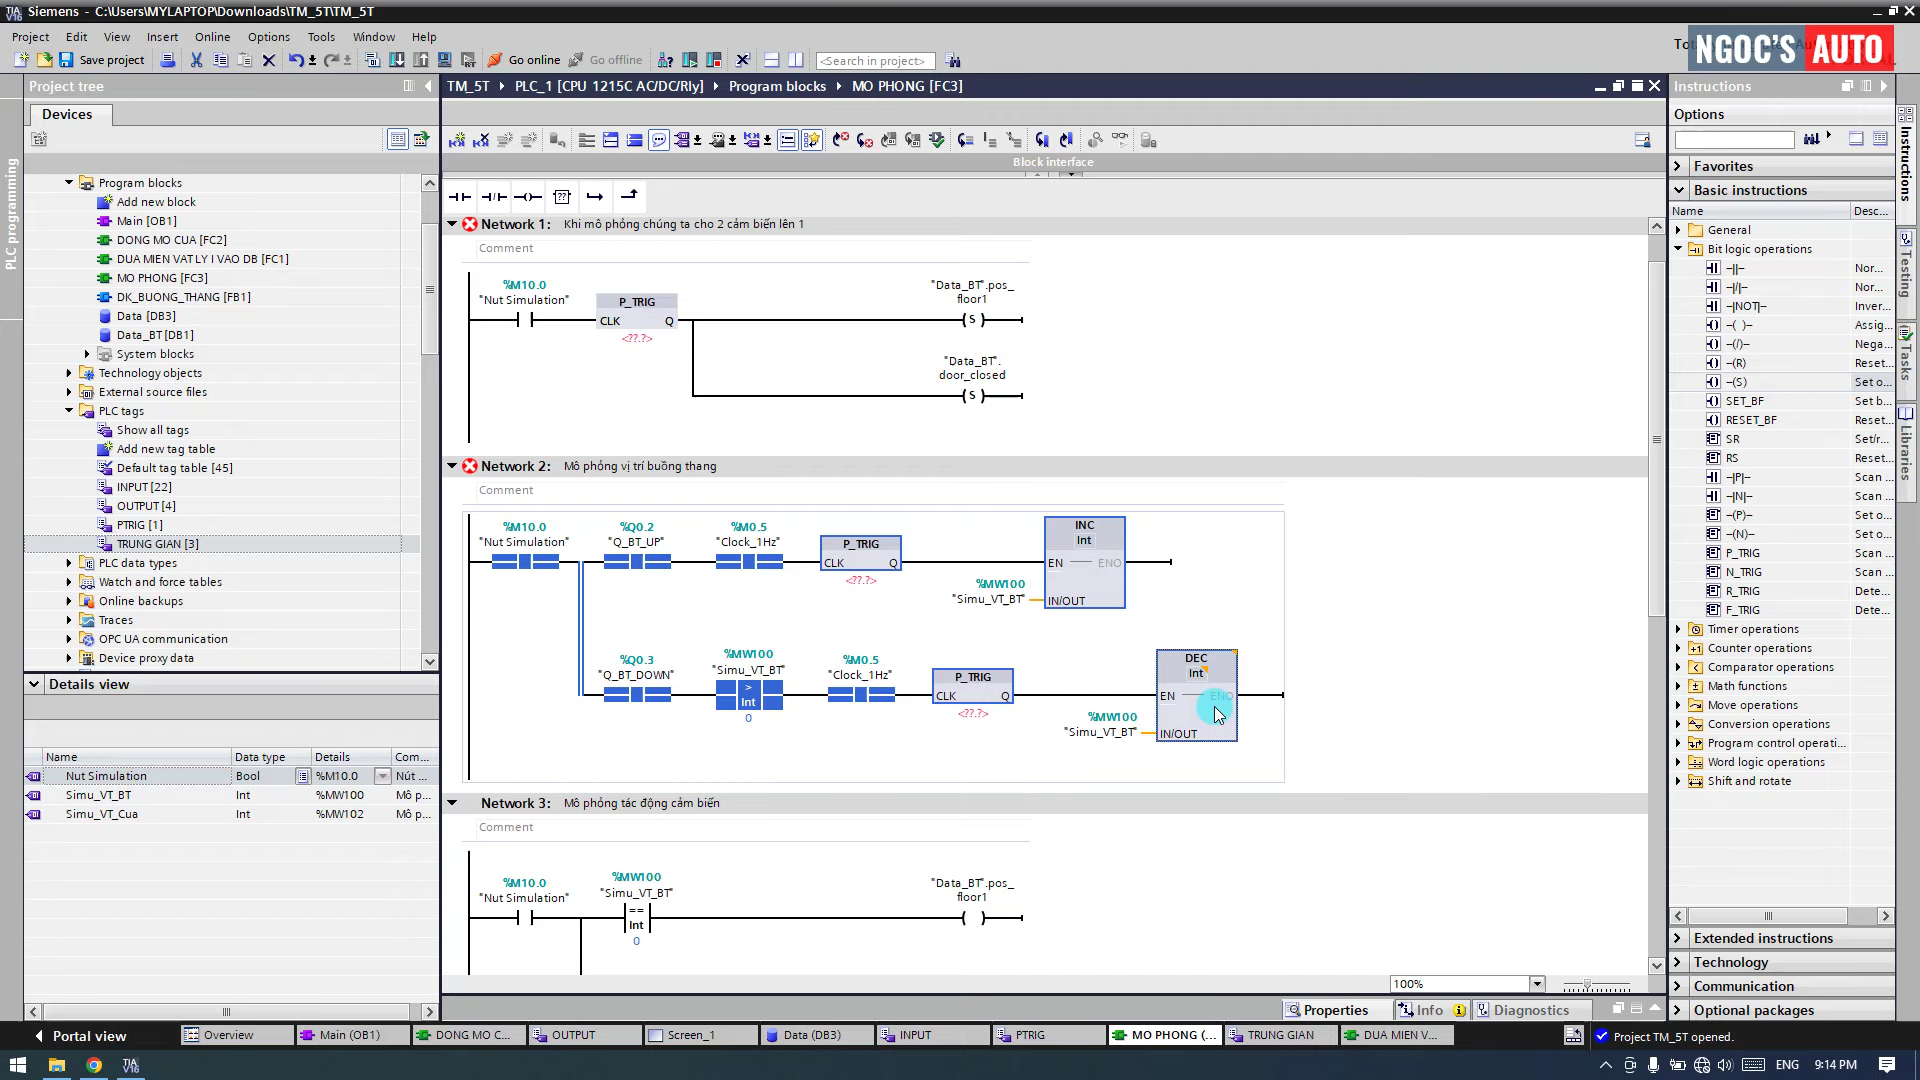 Siemens - C:\Users\MYLAPTOP\Downloads\TM_5T\TM_5T
Project Edit View Insert Online Options Tools Window Help
Save project
Go online
Go offline
<Search in project>
NGOC'S AUTO
Project tree
TM_5T ▸ PLC_1 [CPU 1215C AC/DC/Rly] ▸ Program blocks ▸ MO PHONG [FC3]
Instructions
Devices
Options
Block interface
PLC programming
Program blocks
Add new block
Main [OB1]
DONG MO CUA [FC2]
DUA MIEN VATLY I VAO DB [FC1]
MO PHONG [FC3]
DK_BUONG_THANG [FB1]
Data [DB3]
Data_BT [DB1]
System blocks
Technology objects
External source files
PLC tags
Show all tags
Add new tag table
Default tag table [45]
INPUT [22]
OUTPUT [4]
PTRIG [1]
TRUNG GIAN [3]
PLC data types
Watch and force tables
Online backups
Traces
OPC UA communication
Device proxy data
Details view
Name Data type Details Com...
Nut Simulation Bool %M10.0 Nút ...
Simu_VT_BT Int %MW100 Mô p...
Simu_VT_Cua Int %MW102 Mô p...
Network 1: Khi mô phỏng chúng ta cho 2 cảm biến lên 1
Comment
%M10.0
"Nut Simulation"
P_TRIG
CLK Q
<??.?>
"Data_BT".pos_
floor1
S
"Data_BT".
door_closed
S
Network 2: Mô phỏng vị trí buồng thang
Comment
%M10.0
"Nut Simulation"
%Q0.2
"Q_BT_UP"
%M0.5
"Clock_1Hz"
P_TRIG
CLK Q
<??.?>
INC
Int
EN ENO
%MW100
"Simu_VT_BT" IN/OUT
%Q0.3
"Q_BT_DOWN"
%MW100
"Simu_VT_BT"
>
Int
0
%M0.5
"Clock_1Hz"
P_TRIG
CLK Q
<??.?>
DEC
Int
EN ENO
%MW100
"Simu_VT_BT" IN/OUT
Network 3: Mô phỏng tác động cảm biến
Comment
%M10.0
"Nut Simulation"
%MW100
"Simu_VT_BT"
==
Int
0
"Data_BT".pos_
floor1
100%
Favorites
Basic instructions
Name Desc...
General
Bit logic operations
-||- Nor...
-|/|- Nor...
-|NOT|- Inver...
-( )- Assig...
-(/)- Nega...
-(R) Reset...
-(S) Set o...
SET_BF Set b...
RESET_BF Reset...
SR Set/r...
RS Reset...
-|P|- Scan ...
-|N|- Scan ...
-(P)- Set o...
-(N)- Set o...
P_TRIG Scan ...
N_TRIG Scan ...
R_TRIG Dete...
F_TRIG Dete...
Timer operations
Counter operations
Comparator operations
Math functions
Move operations
Conversion operations
Program control operati...
Word logic operations
Shift and rotate
Extended instructions
Technology
Communication
Optional packages
Instructions
Testing
Tasks
Libraries
Properties Info Diagnostics
Portal view Overview Main (OB1) DONG MO C... OUTPUT Screen_1 Data (DB3) INPUT PTRIG MO PHONG (... TRUNG GIAN DUA MIEN V... Project TM_5T opened.
ENG 9:14 PM